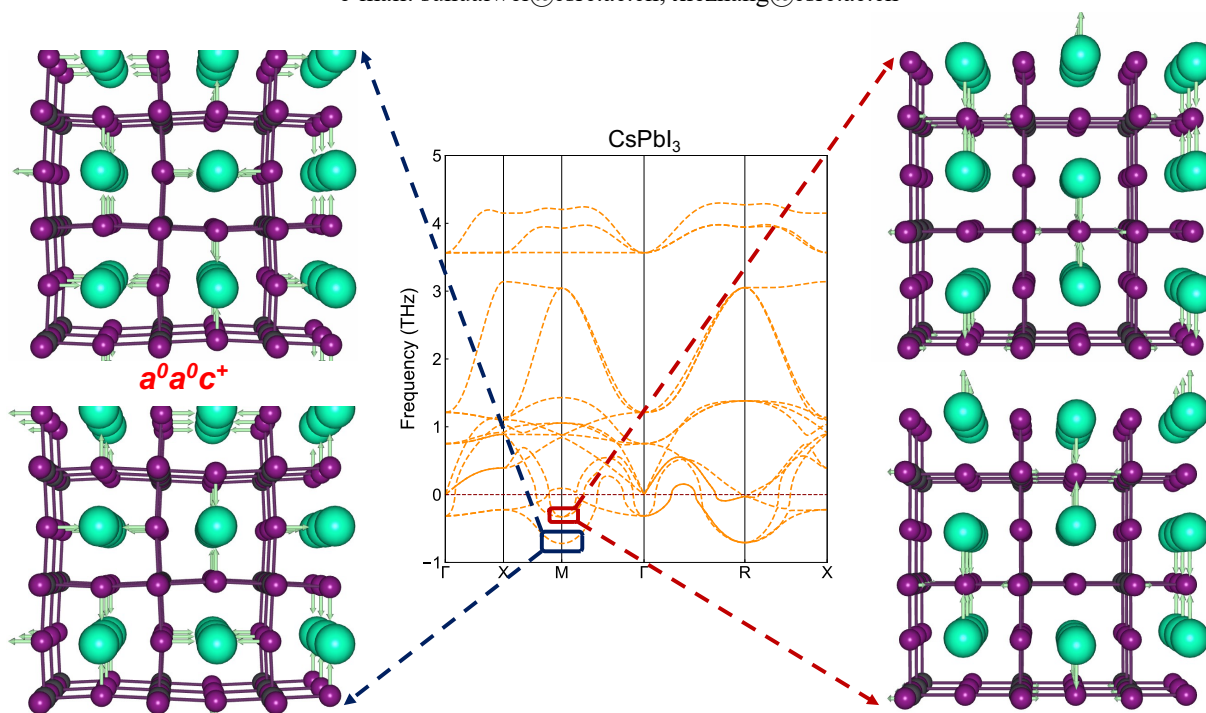 CsPbI₃
5
4
3
2
1
0
−1
Frequency (THz)
Γ X M Γ R X
a⁰a⁰c⁺